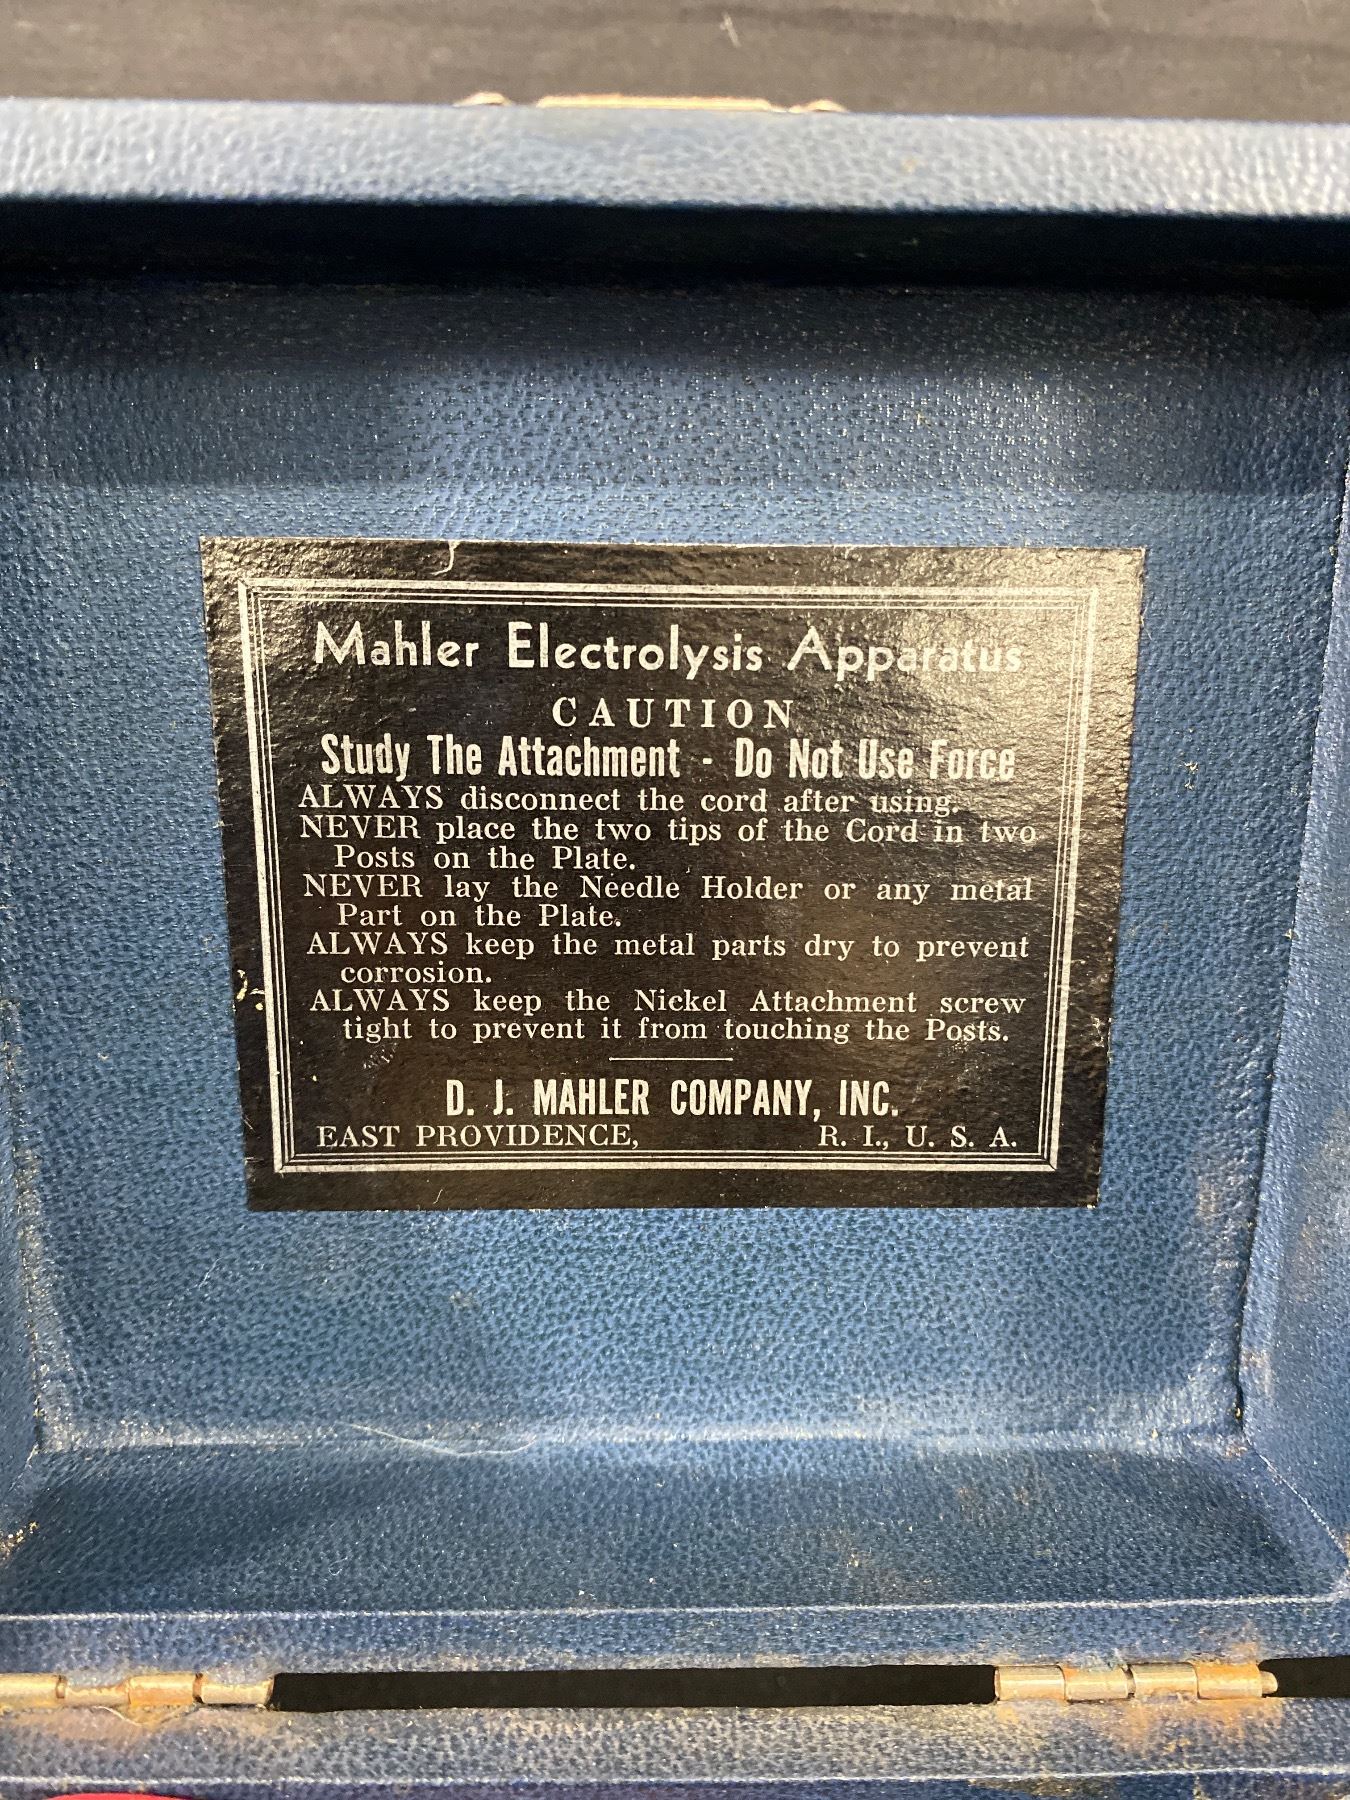 Mahler Electrolysis Apparatus
CAUTION
Study The Attachment - Do Not Use Force
ALWAYS disconnect the cord after using.
NEVER place the two tips of the Cord in two
Posts on the Plate.
NEVER lay the Needle Holder or any metal
Part on the Plate.
ALWAYS keep the metal parts dry to prevent
corrosion.
ALWAYS keep the Nickel Attachment screw
tight to prevent it from touching the Posts.
D. J. MAHLER COMPANY, INC.
EAST PROVIDENCE, R. I., U. S. A.